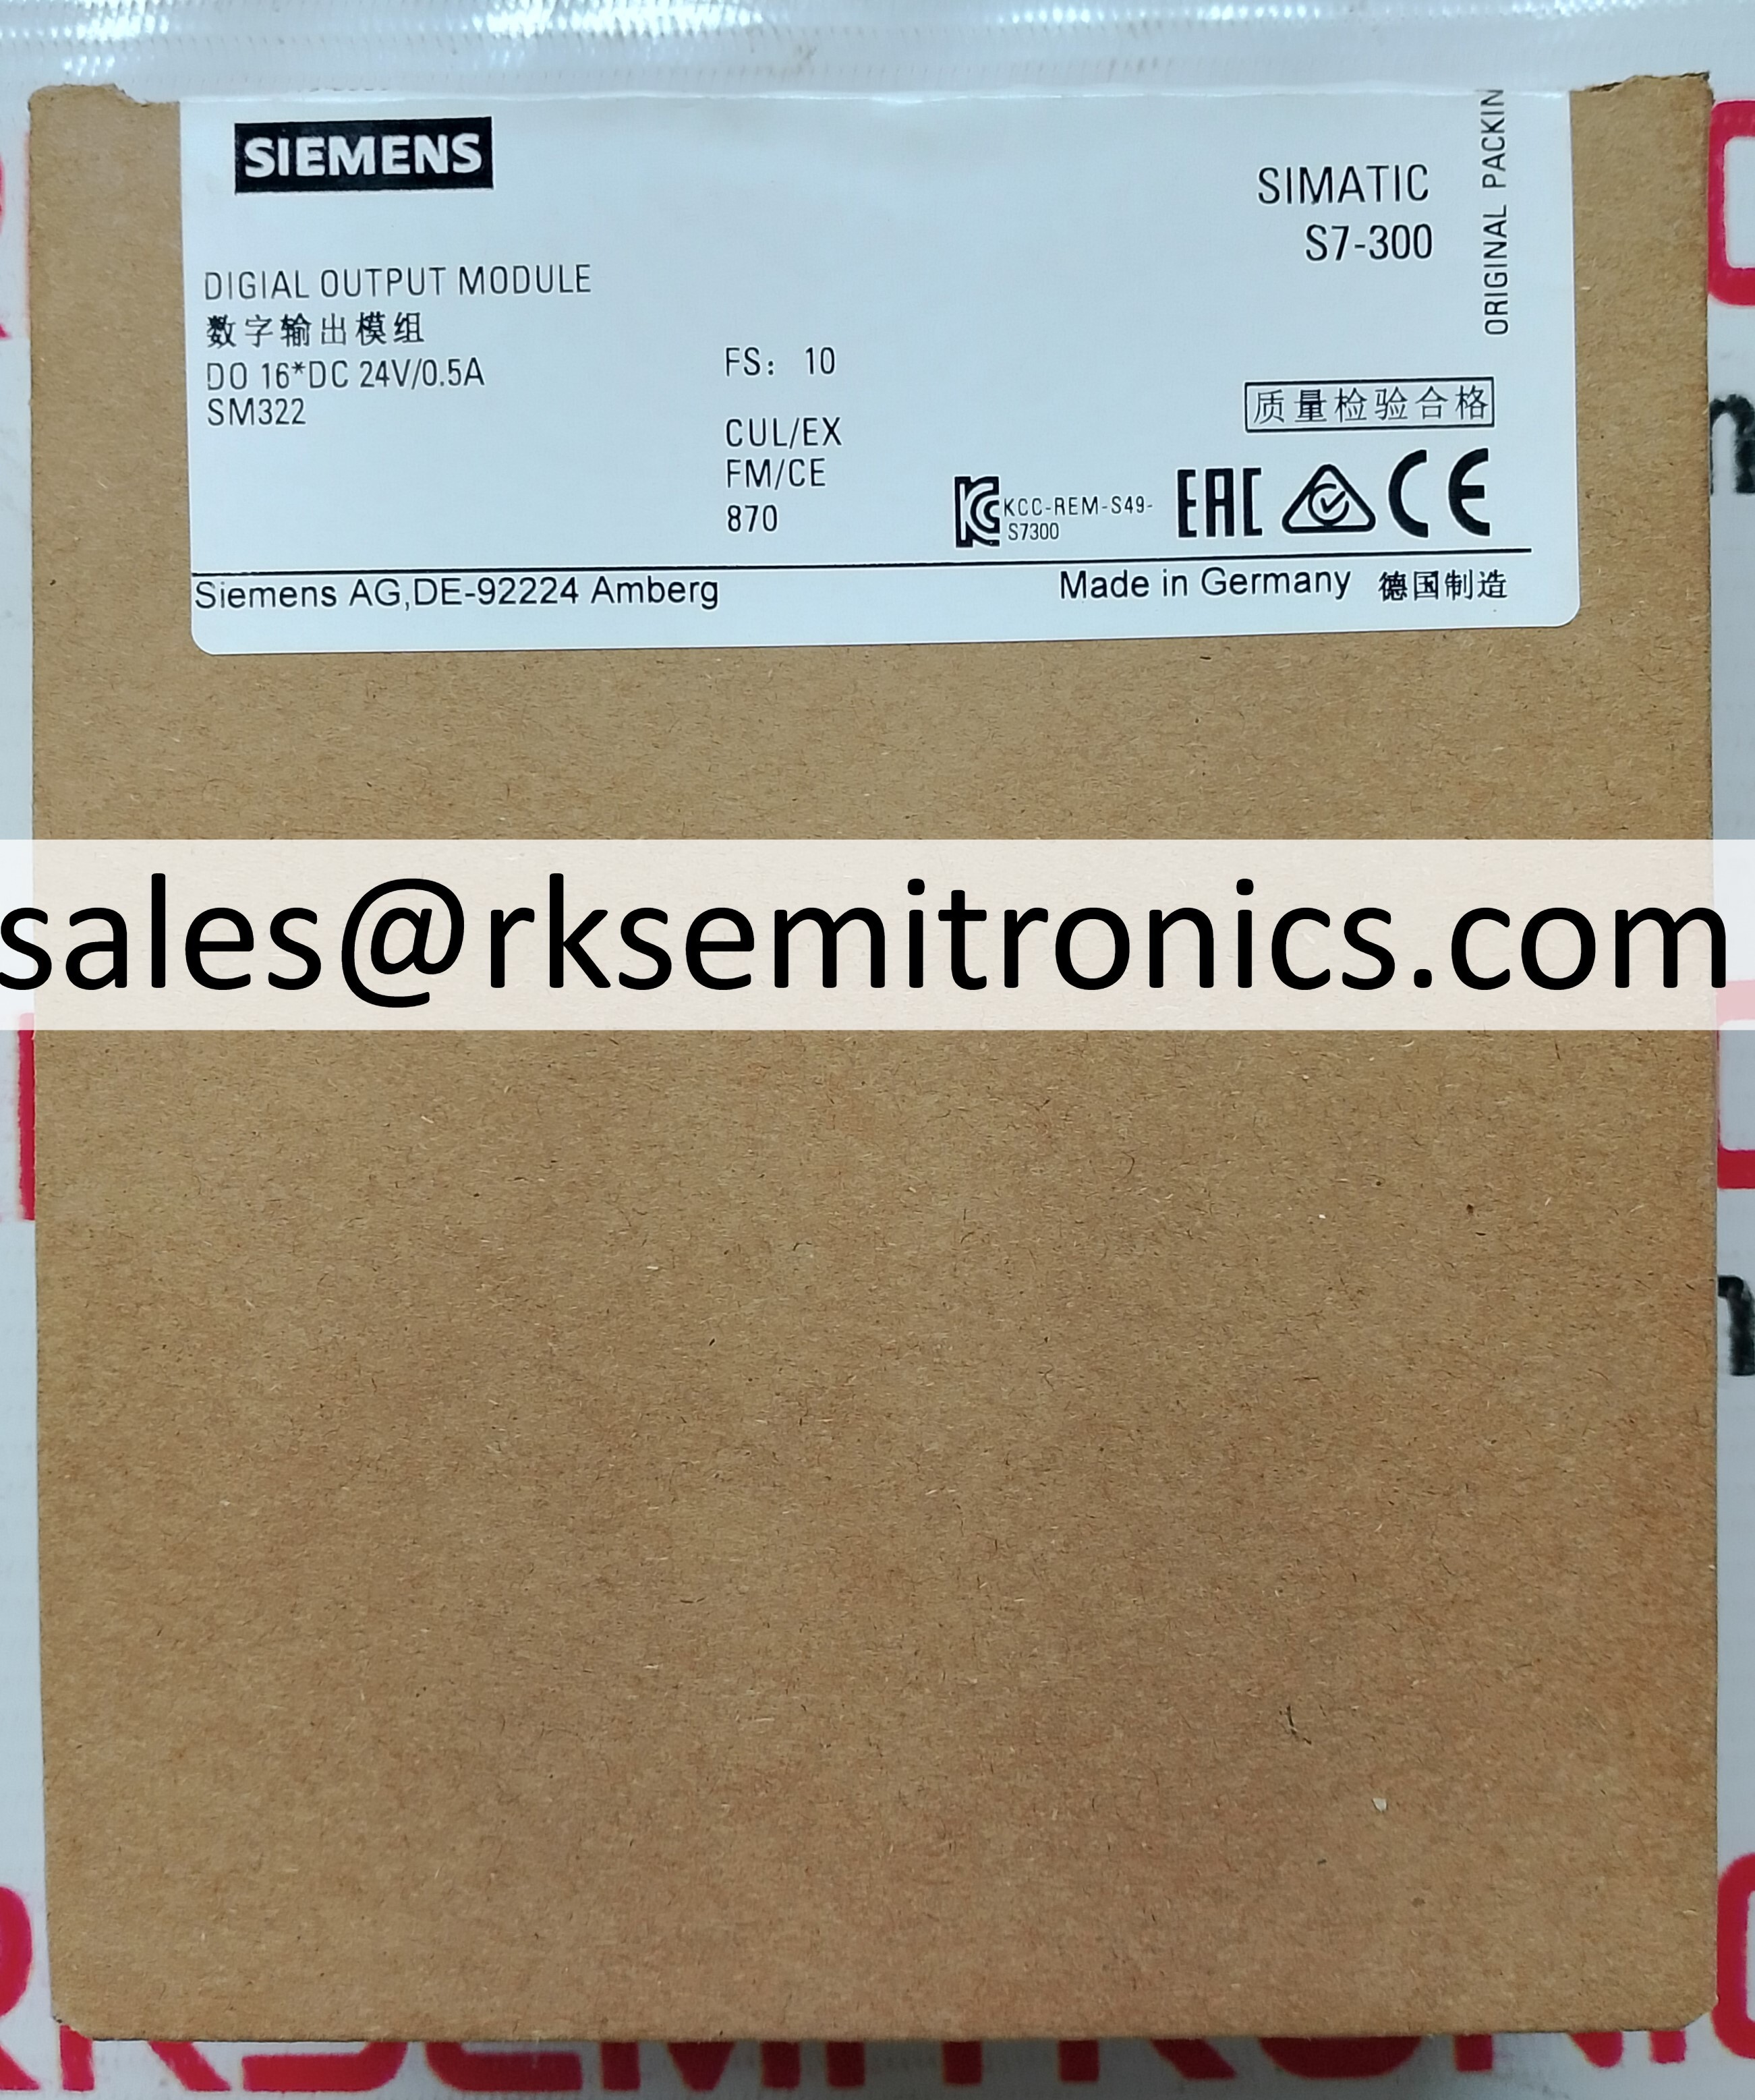 SIEMENS
SIMATIC
S7-300
ORIGINAL PACKIN
DIGIAL OUTPUT MODULE
数字输出模组
DO 16*DC 24V/0.5A
SM322
FS: 10
CUL/EX
FM/CE
870
质量检验合格
KCC-REM-S49-
S7300
EAC
CE
Siemens AG,DE-92224 Amberg
Made in Germany 德国制造
sales@rksemitronics.com
RKSEMITRONIC